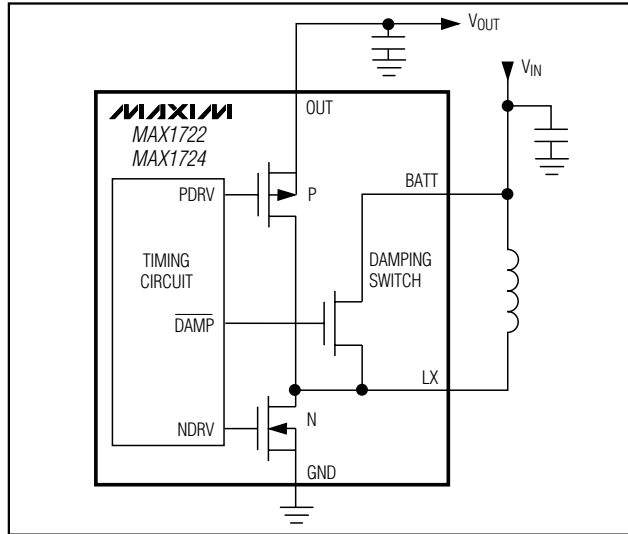 VOUT
VIN
OUT
MAXIM
MAX1722
MAX1724
BATT
PDRV
P
TIMING
CIRCUIT
DAMPING
SWITCH
DAMP
LX
NDRV
N
GND